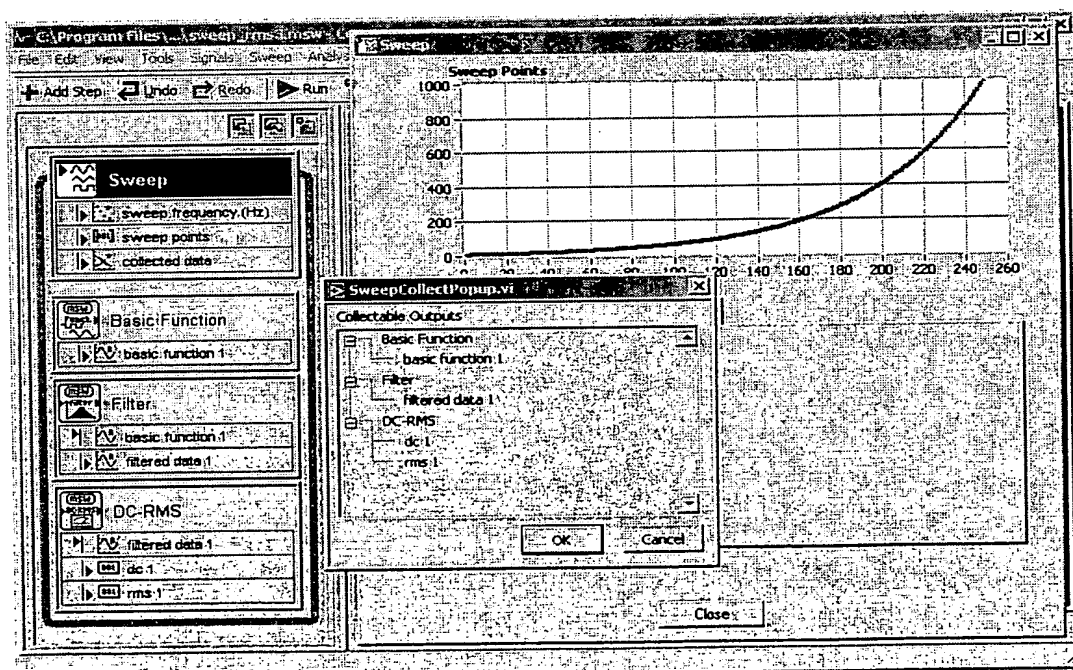 C:\Program Files\...\sweep_rms1.msw
File Edit View Tools Signals Sweep Analys
Add Step Undo Redo Run
Sweep
sweep frequency (Hz)
sweep points
collected data
Basic Function
basic function 1
Filter
basic function 1
filtered data 1
DC-RMS
filtered data 1
dc 1
rms 1
Sweep
Sweep Points
1000
800
600
400
200
0
0 20 40 60 80 100 120 140 160 180 200 220 240 260
SweepCollectPopup.vi
Collectable Outputs
Basic Function
basic function 1
Filter
filtered data 1
DC-RMS
dc 1
rms 1
OK Cancel
Close